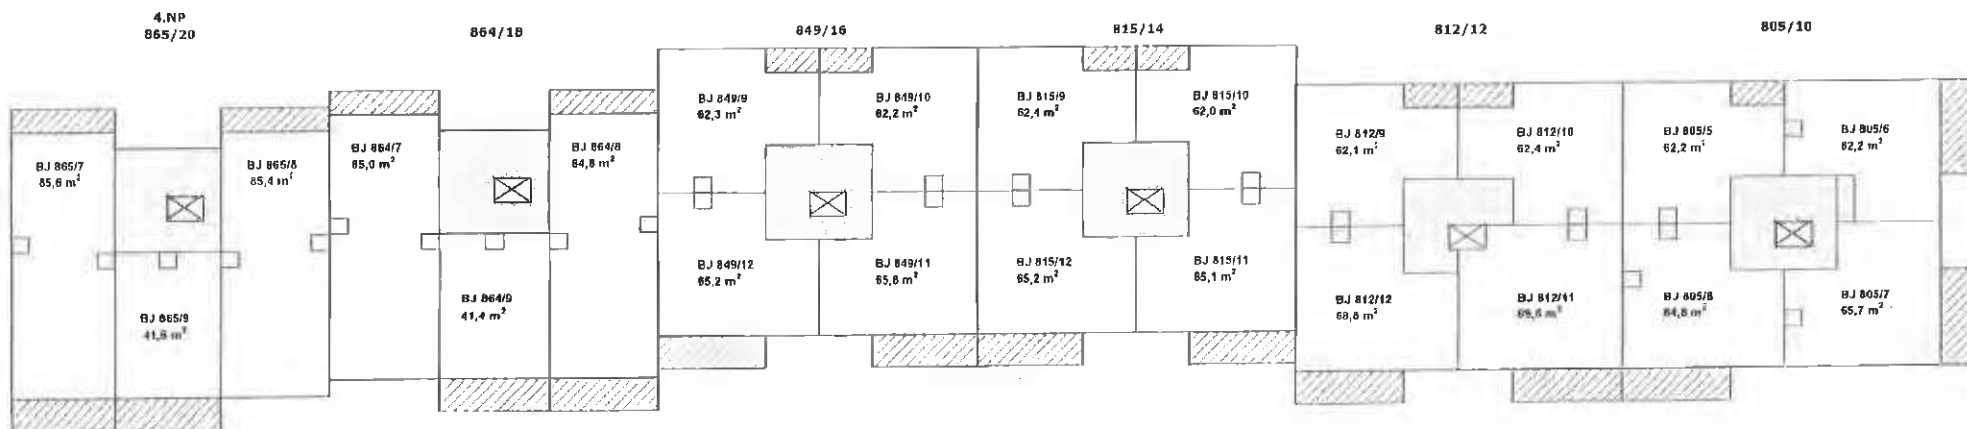 4.NP
865/20
864/18
849/16
815/14
812/12
805/10
BJ 865/7
85,6 m²
BJ 865/8
85,4 m²
BJ 865/9
41,5 m²
BJ 864/7
85,0 m²
BJ 864/8
84,8 m²
BJ 864/9
41,4 m²
BJ 849/9
62,3 m²
BJ 849/10
62,2 m²
BJ 849/12
65,2 m²
BJ 849/11
65,6 m²
BJ 815/9
62,4 m²
BJ 815/10
62,0 m²
BJ 815/12
65,2 m²
BJ 815/11
65,1 m²
BJ 812/9
62,1 m²
BJ 812/10
62,4 m²
BJ 812/12
BJ 812/11
BJ 805/5
62,2 m²
BJ 805/6
62,2 m²
BJ 805/8
64,8 m²
BJ 805/7
65,7 m²